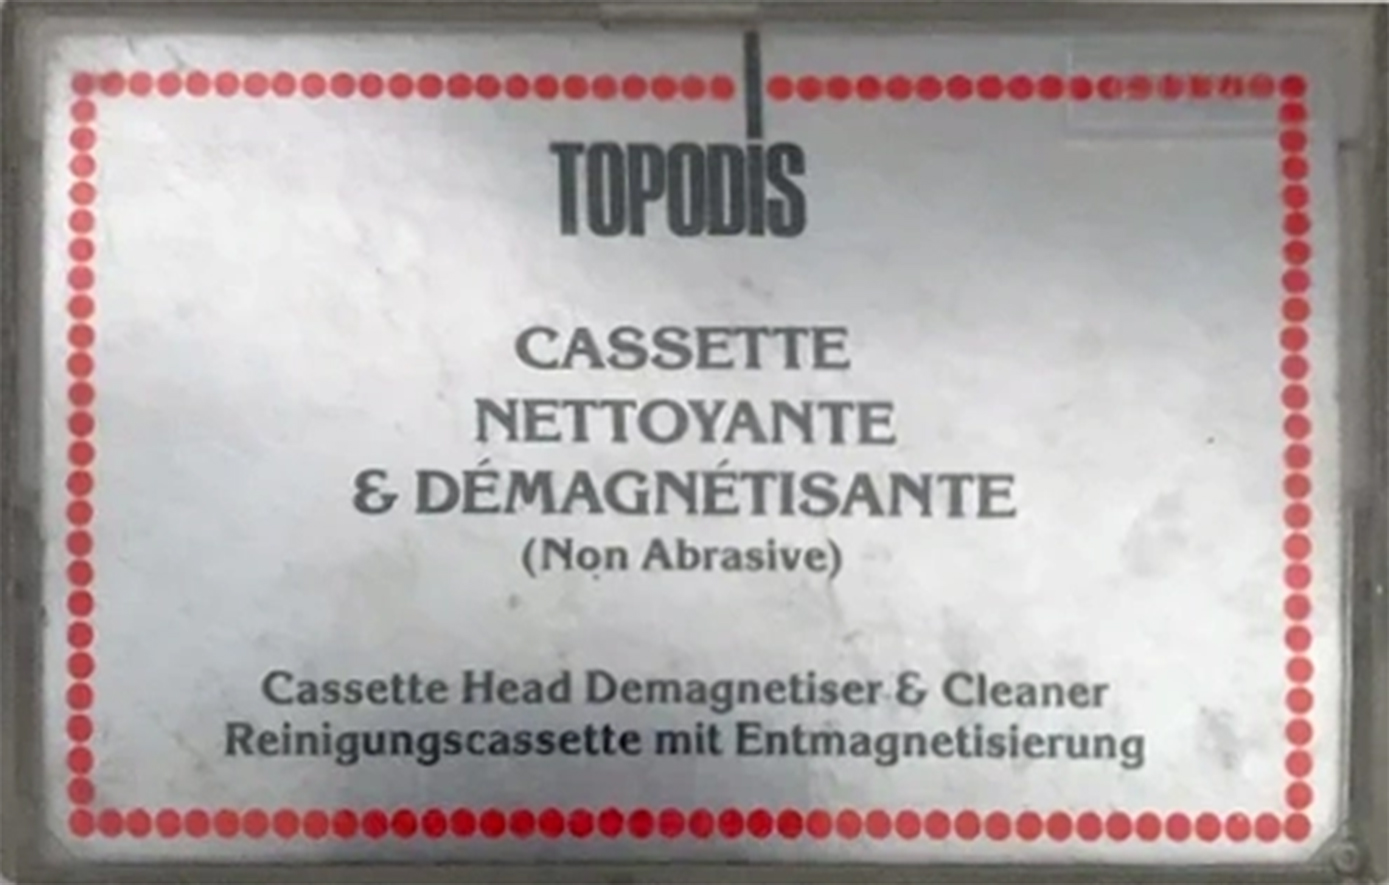 TOPODiS
CASSETTE
NETTOYANTE
& DÉMAGNÉTISANTE
(Non Abrasive)
Cassette Head Demagnetiser & Cleaner
Reinigungscassette mit Entmagnetisierung